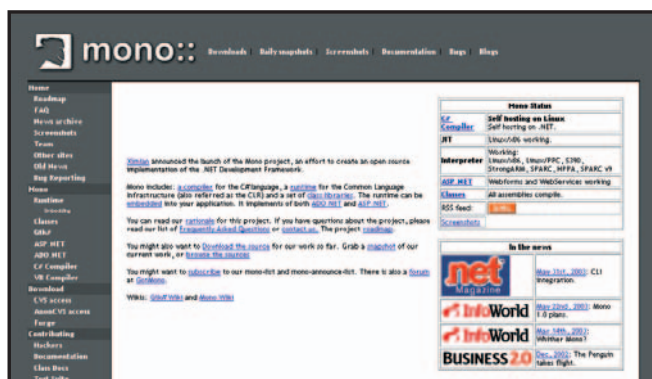 mono::
Downloads | Daily snapshots | Screenshots | Documentation | Bugs | Blogs
Home
Roadmap
FAQ
News archive
Screenshots
Team
Other sites
Old News
Bug Reporting
Mono
Runtime
Classes
Gtk#
ASP.NET
ADO.NET
C# Compiler
VB Compiler
Download
CVS access
AnonCVS access
Forge
Contributing
Hackers
Documentation
Class Docs
Test Suite
Ximian announced the launch of the Mono project, an effort to create an open source
implementation of the .NET Development Framework.
Mono includes: a compiler for the C# language, a runtime for the Common Language
Infrastructure (also referred as the CLR) and a set of class libraries. The runtime can be
embedded into your application. It implements of both ADO.NET and ASP.NET.
You can read our rationale for this project. If you have questions about the project, please
read our list of Frequently Asked Questions or contact us. The project roadmap.
You might also want to Download the source for our work so far. Grab a snapshot of our
current work, or browse the sources
You might want to subscribe to our mono-list and mono-announce-list. There is also a forum
at GotMono.
Wikis: Gtk# Wiki and Mono Wiki
Mono Status
C# Compiler
Self hosting on Linux
Self hosting on .NET.
JIT
Linux/x86 working.
Interpreter
Working:
Linux/x86, Linux/PPC, S390,
StrongARM, SPARC, HPPA, SPARC v9
ASP.NET
Webforms and WebServices working
Classes
All assemblies compile.
RSS feed:
Screenshots
In the news
.net
Magazine
May 31st, 2003: CLI
integration.
InfoWorld
May 22nd, 2003: Mono
1.0 plans.
InfoWorld
Mar 14th, 2003:
Whither Mono?
BUSINESS 2.0
Dec, 2002: The Penguin
takes flight.